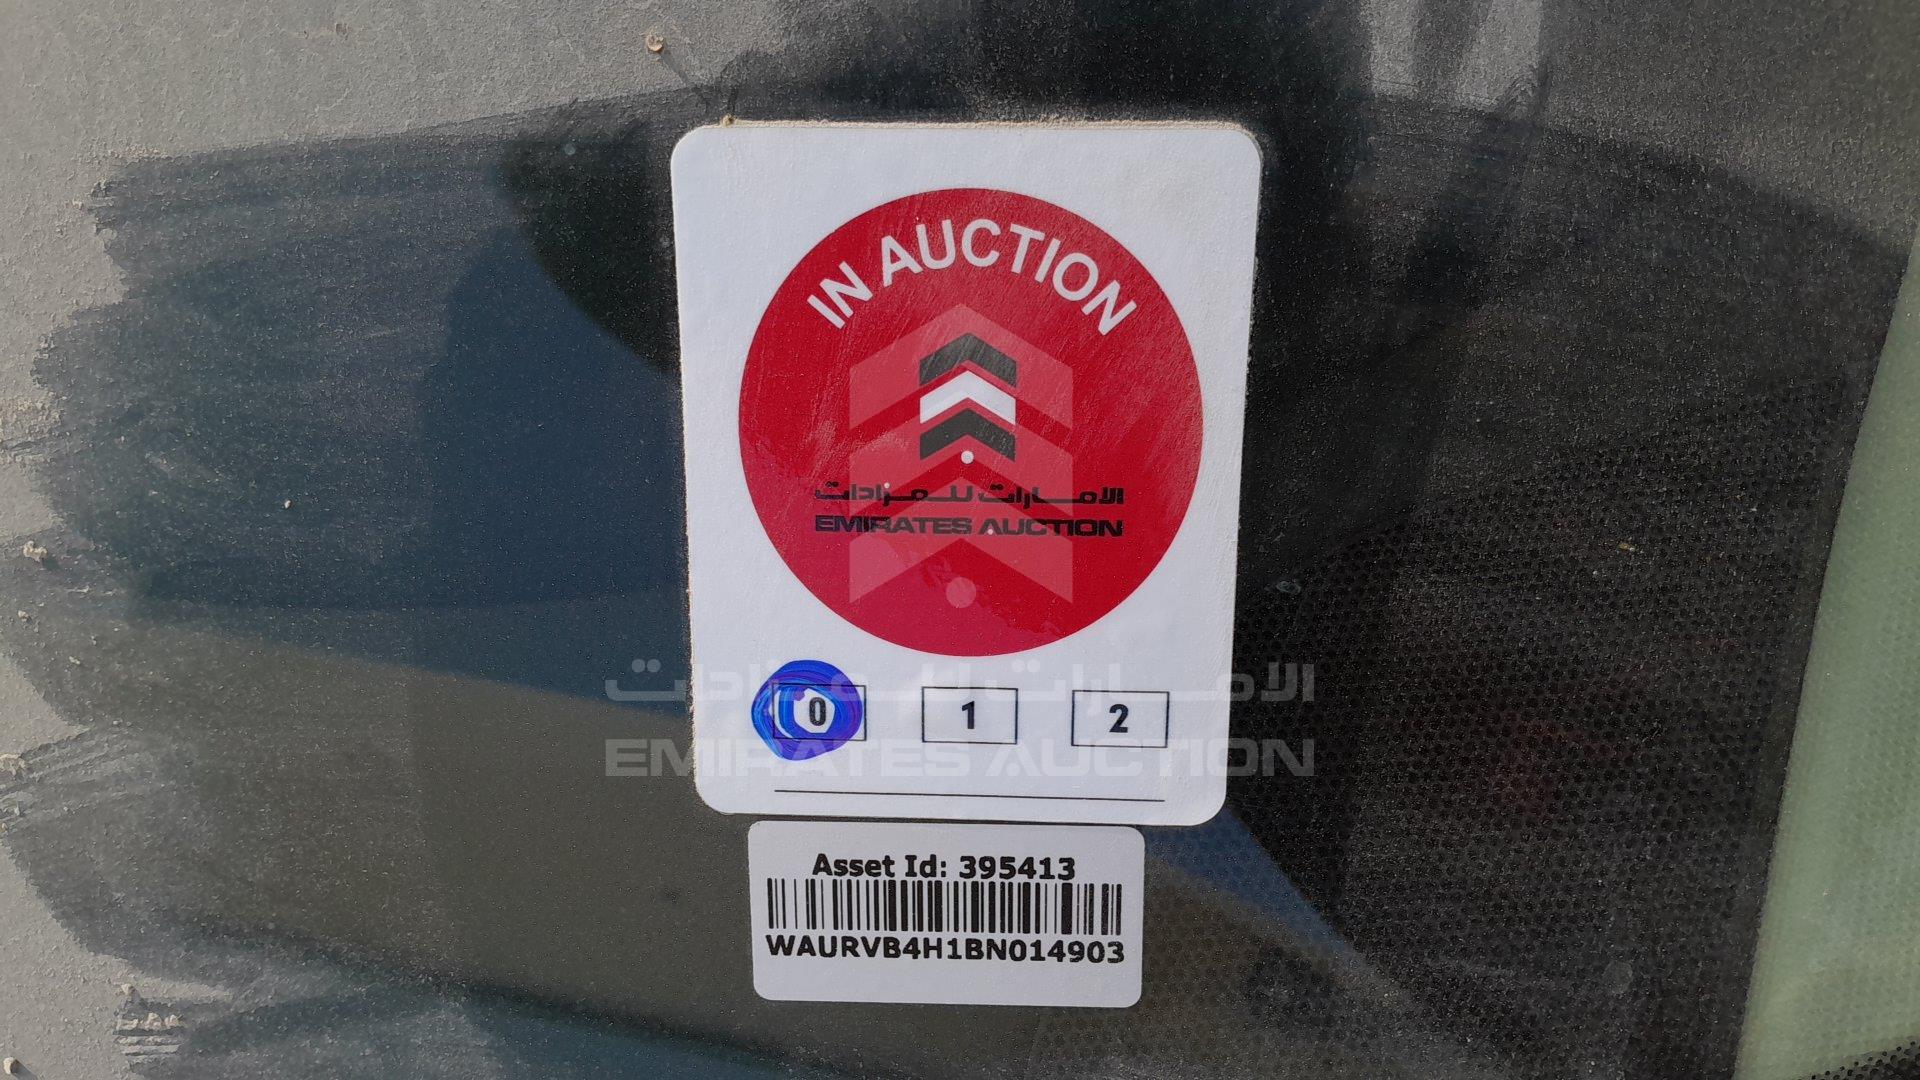 IN AUCTION
الامارات للمزادات
EMIRATES AUCTION
الامارات للمزادات
0 1 2
EMIRATES AUCTION
Asset Id: 395413
WAURVB4H1BN014903